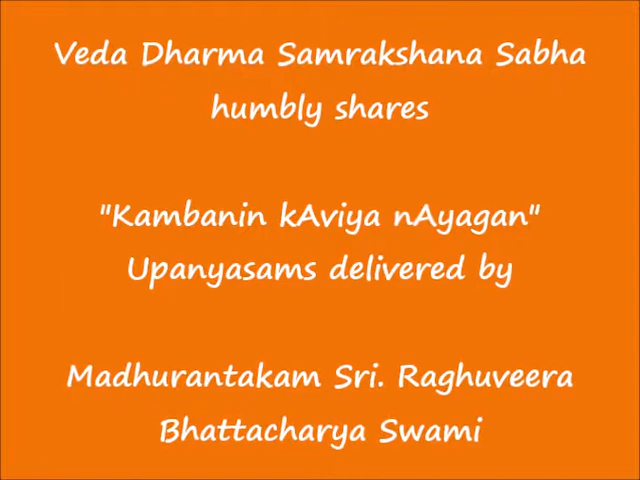 Veda Dharma Samrakshana Sabha
humbly shares
"Kambanin kAviya nAyagan"
Upanyasams delivered by
Madhurantakam Sri. Raghuveera
Bhattacharya Swami